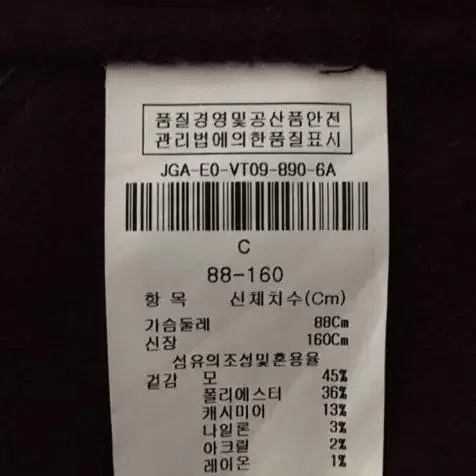 품질경영및공산품안전
관리법에의한품질표시
JGA-E0-VT09-890-6A
C
88-160
항 목 신체치수(Cm)
가슴둘레 88Cm
신장 160Cm
섬유의조성및혼용율
겉감 모 45%
폴리에스터 36%
캐시미어 13%
나일론 3%
아크릴 2%
레이온 1%